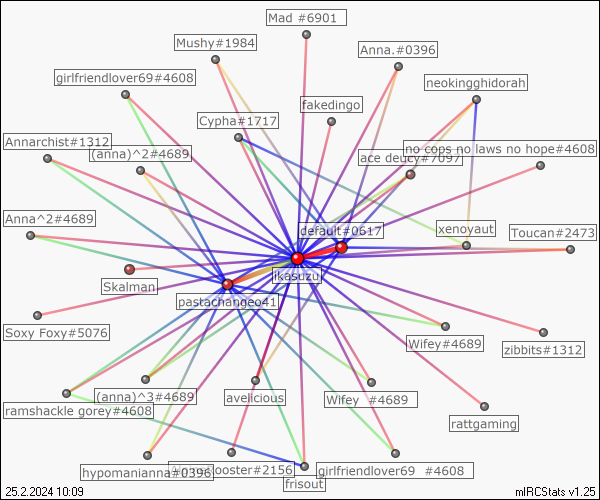 Mad #6901
Mushy#1984
Anna.#0396
girlfriendlover69#4608
neokingghidorah
fakedingo
Cypha#1717
Annarchist#1312
no cops no laws no hope#4608
(anna)^2#4689
ace deucy#7097
Anna^2#4689
default#0617
xenoyaut
Toucan#2473
ikasuzu
Skalman
pastachangeo41
Soxy Foxy#5076
Wifey#4689
zibbits#1312
(anna)^3#4689
avelicious
Wifey #4689
ramshackle gorey#4608
rattgaming
hypomanianna#0396
ooster#2156
girlfriendlover69 #4608
frisout
25.2.2024 10:09
mIRCStats v1.25